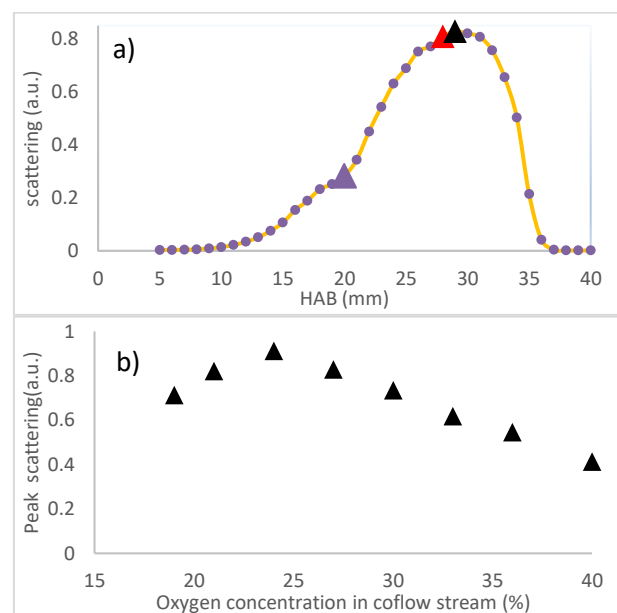 a)
scattering (a.u.)
0.8
0.6
0.4
0.2
0
0 5 10 15 20 25 30 35 40
HAB (mm)
b)
Peak scattering(a.u.)
1
0.8
0.6
0.4
0.2
0
15 20 25 30 35 40
Oxygen concentration in coflow stream (%)